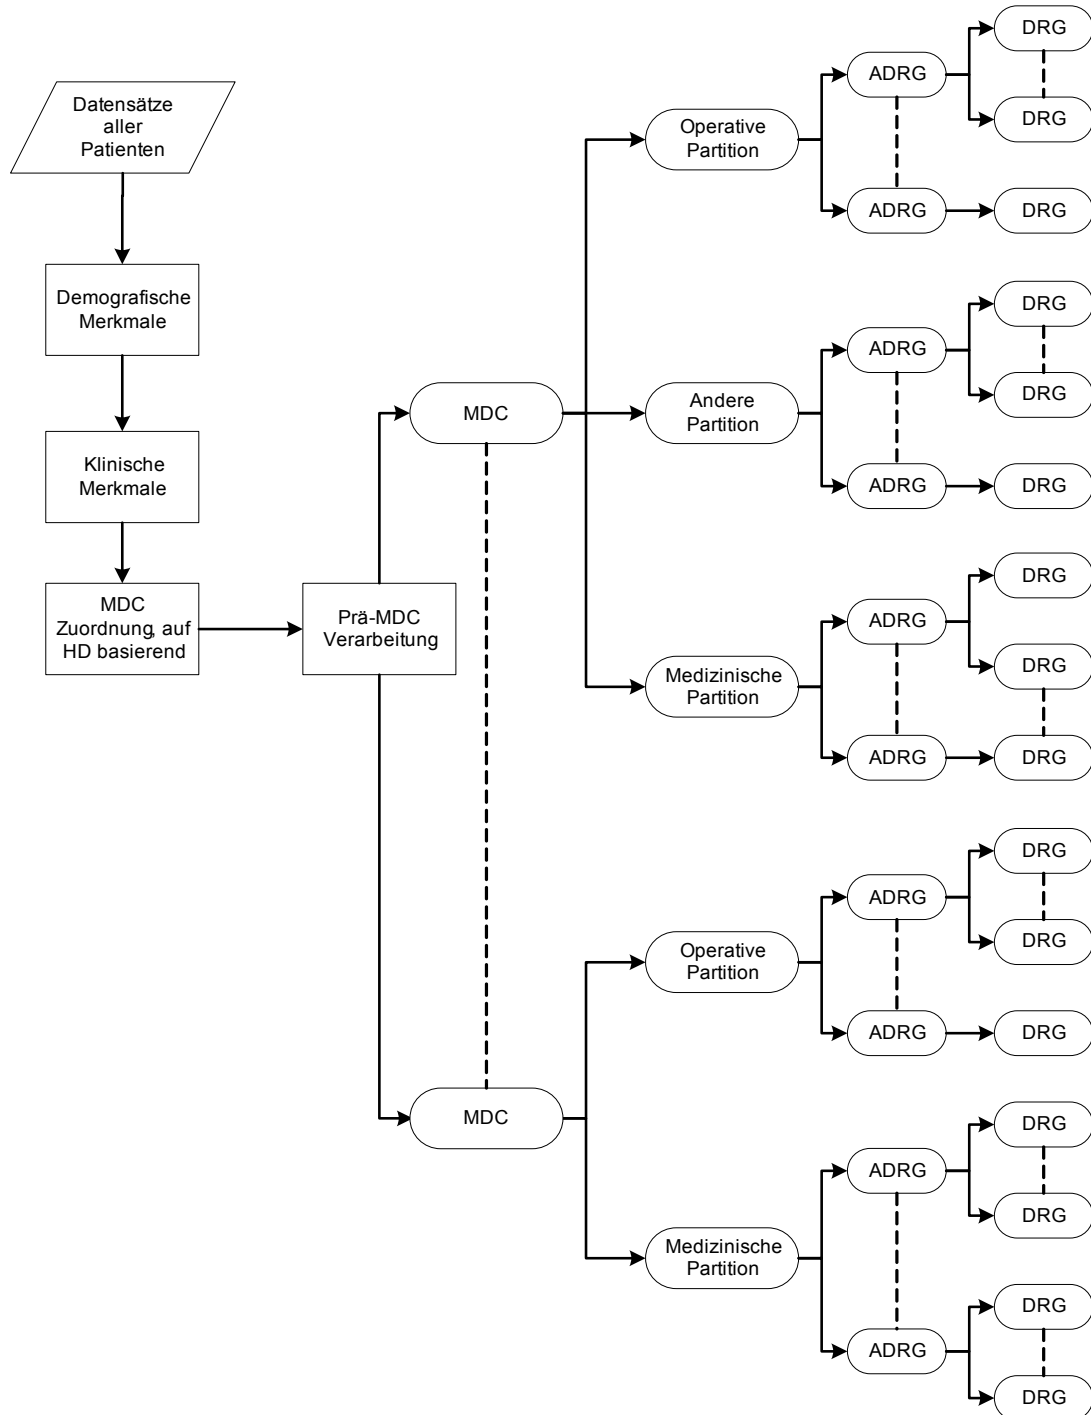 Datensätze
aller
Patienten
Demografische
Merkmale
Klinische
Merkmale
MDC
Zuordnung, auf
HD basierend
Prä-MDC
Verarbeitung
MDC
MDC
Operative
Partition
ADRG
DRG
DRG
ADRG
DRG
Andere
Partition
ADRG
DRG
DRG
ADRG
DRG
Medizinische
Partition
ADRG
DRG
DRG
ADRG
DRG
Operative
Partition
ADRG
DRG
DRG
ADRG
DRG
Medizinische
Partition
ADRG
DRG
DRG
ADRG
DRG
DRG